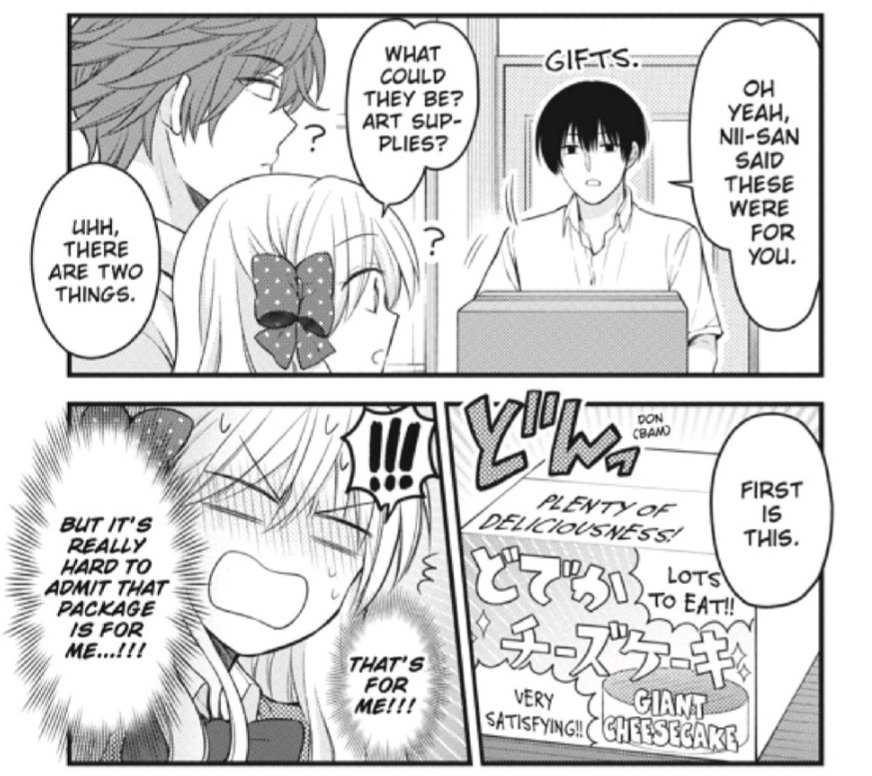 OH
YEAH,
NII-SAN
SAID
THESE
WERE
FOR
YOU.
GIFTS.
WHAT
COULD
THEY BE?
ART SUP-
PLIES?
?
?
UHH,
THERE
ARE TWO
THINGS.
FIRST
IS
THIS.
どんっ
DON
(BAM)
PLENTY OF
DELICIOUSNESS!
どでか
チーズケーキ
LOTS
TO EAT!!
VERY
SATISFYING!!
GIANT
CHEESECAKE
!!!
THAT'S
FOR
ME!!!
BUT IT'S
REALLY
HARD TO
ADMIT THAT
PACKAGE
IS FOR
ME...!!!